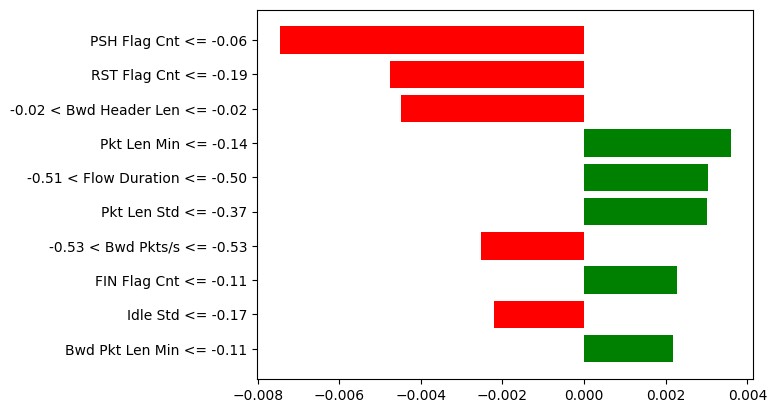 PSH Flag Cnt <= -0.06
RST Flag Cnt <= -0.19
-0.02 < Bwd Header Len <= -0.02
Pkt Len Min <= -0.14
-0.51 < Flow Duration <= -0.50
Pkt Len Std <= -0.37
-0.53 < Bwd Pkts/s <= -0.53
FIN Flag Cnt <= -0.11
Idle Std <= -0.17
Bwd Pkt Len Min <= -0.11
−0.008 −0.006 −0.004 −0.002 0.000 0.002 0.004